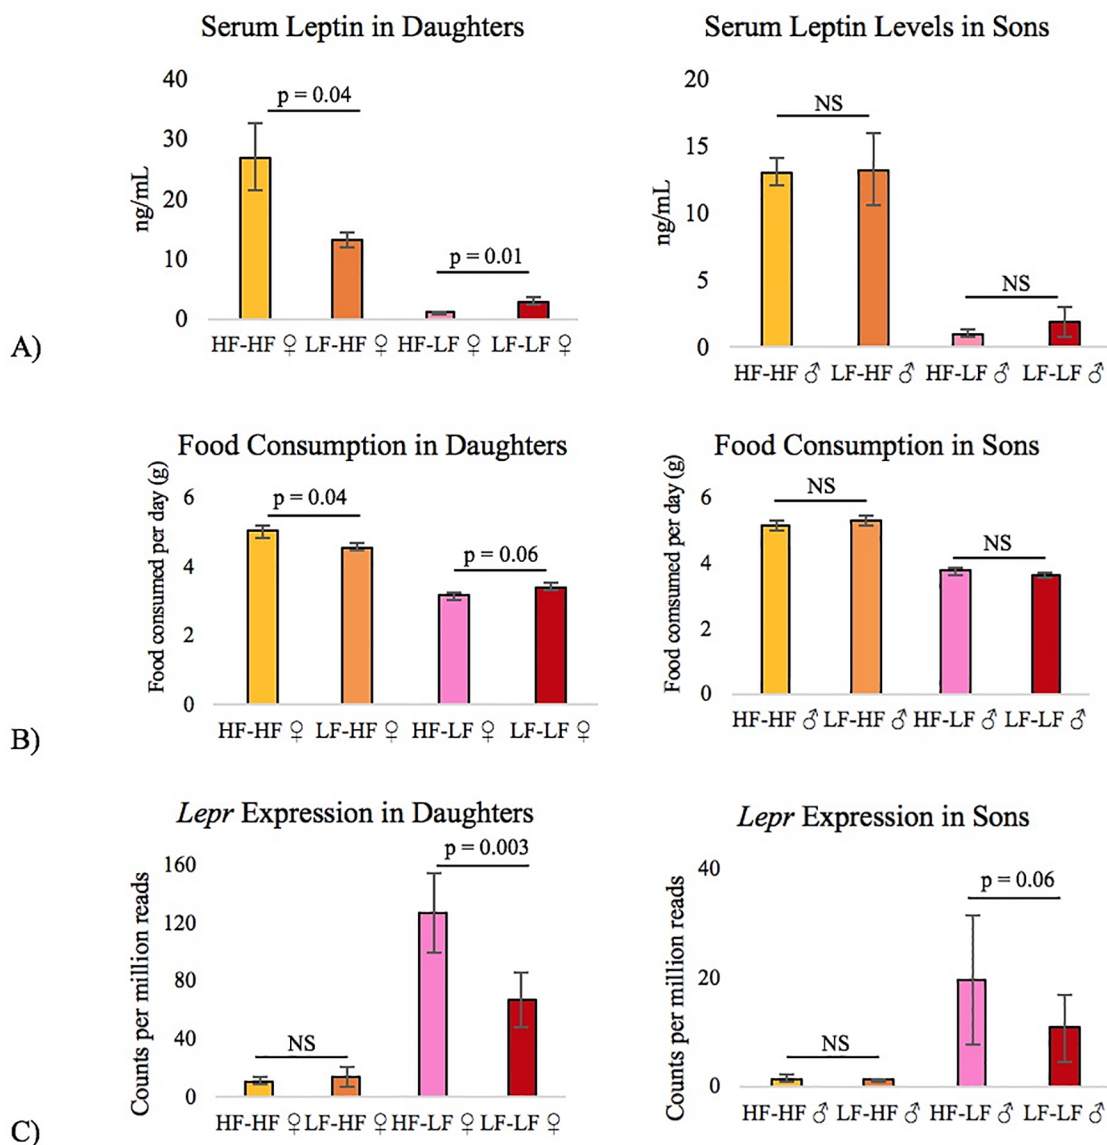 Serum Leptin in Daughters
40
30
20
10
0
ng/mL
p = 0.04
p = 0.01
HF-HF ♀ LF-HF ♀ HF-LF ♀ LF-LF ♀
Serum Leptin Levels in Sons
20
15
10
5
0
ng/mL
NS
NS
HF-HF ♂ LF-HF ♂ HF-LF ♂ LF-LF ♂
A)
Food Consumption in Daughters
6
4
2
0
Food consumed per day (g)
p = 0.04
p = 0.06
HF-HF ♀ LF-HF ♀ HF-LF ♀ LF-LF ♀
Food Consumption in Sons
6
4
2
0
Food comsumed per day (g)
NS
NS
HF-HF ♂ LF-HF ♂ HF-LF ♂ LF-LF ♂
B)
Lepr Expression in Daughters
160
120
80
40
0
Counts per million reads
p = 0.003
NS
HF-HF ♀ LF-HF ♀ HF-LF ♀ LF-LF ♀
Lepr Expression in Sons
40
20
0
Counts per million reads
p = 0.06
NS
HF-HF ♂ LF-HF ♂ HF-LF ♂ LF-LF ♂
C)